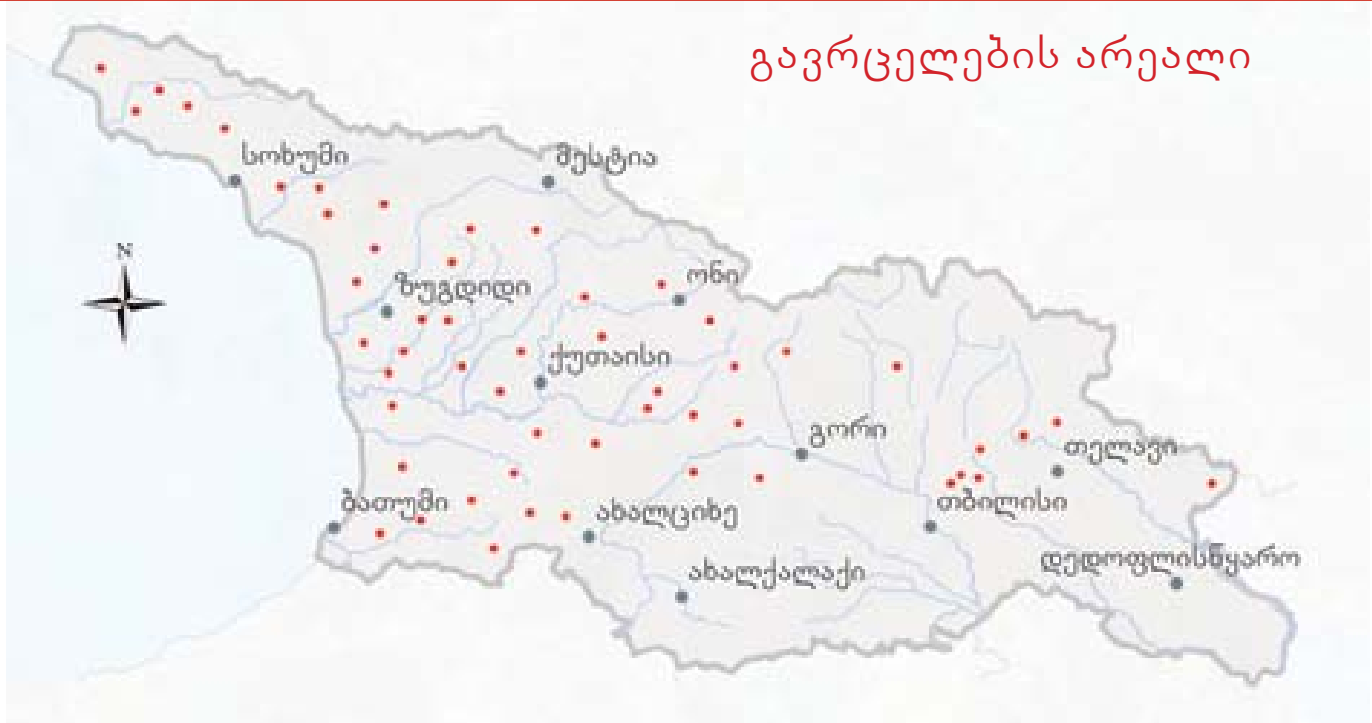 გავრცელების არეალი
სოხუმი
მესტია
N
ზუგდიდი
ონი
ქუთაისი
გორი
თელავი
ბათუმი
ახალციხე
თბილისი
ახალქალაქი
დედოფლისწყარო